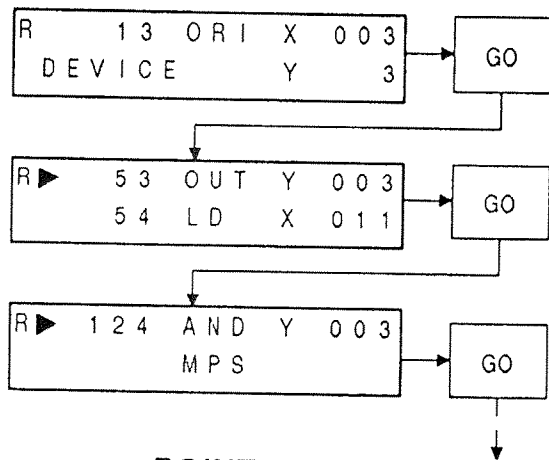 R 13 ORI X 003
DEVICE Y 3
GO
R▶ 53 OUT Y 003
54 LD X 011
GO
R▶ 124 AND Y 003
MPS
GO